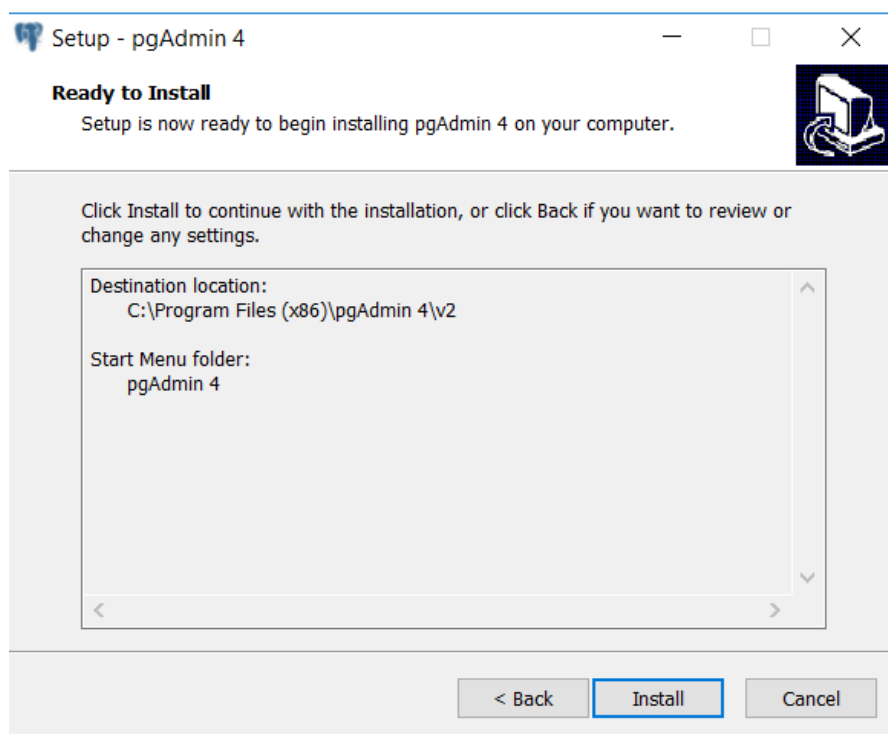 Setup - pgAdmin 4
Ready to Install
Setup is now ready to begin installing pgAdmin 4 on your computer.
Click Install to continue with the installation, or click Back if you want to review or
change any settings.
Destination location:
C:\Program Files (x86)\pgAdmin 4\v2
Start Menu folder:
pgAdmin 4
< Back
Install
Cancel